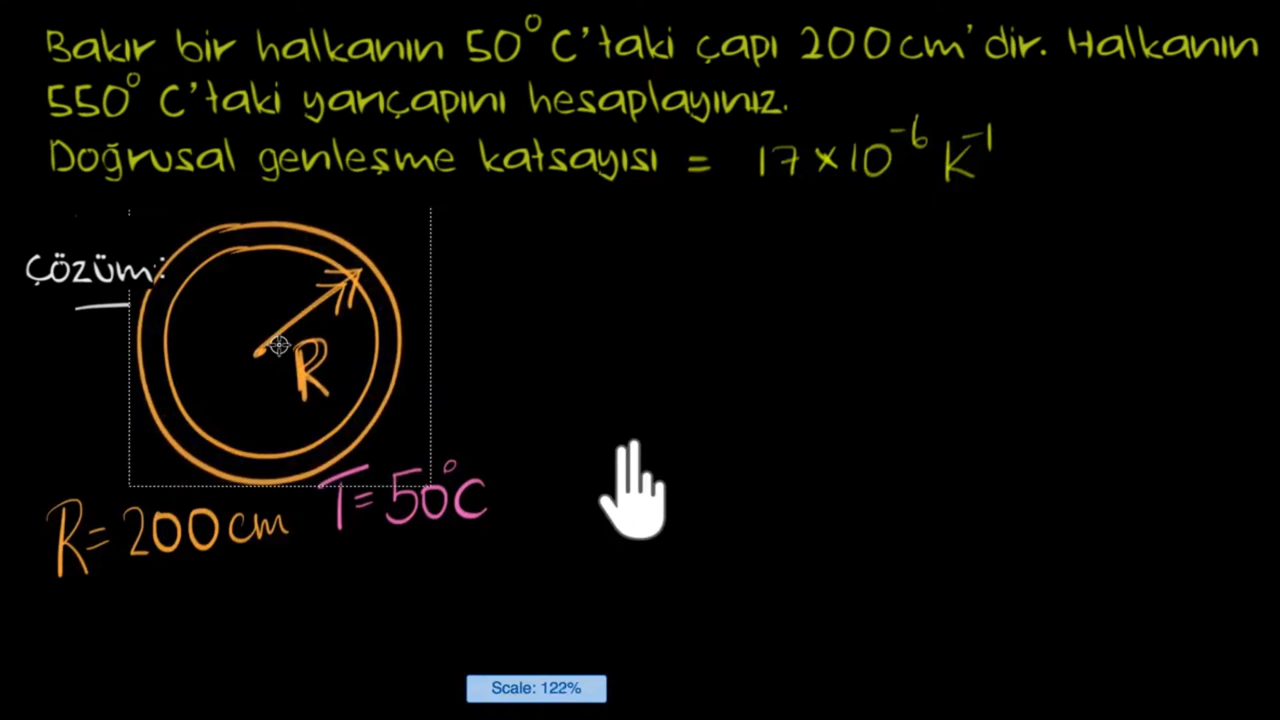 Bakır bir halkanın 50°C'taki çapı 200cm'dir. Halkanın
550°C'taki yarıçapını hesaplayınız.
Doğrusal genleşme katsayısı = 17×10⁻⁶ K⁻¹
Çözüm:
R
R=200cm
T=50°C
Scale: 122%